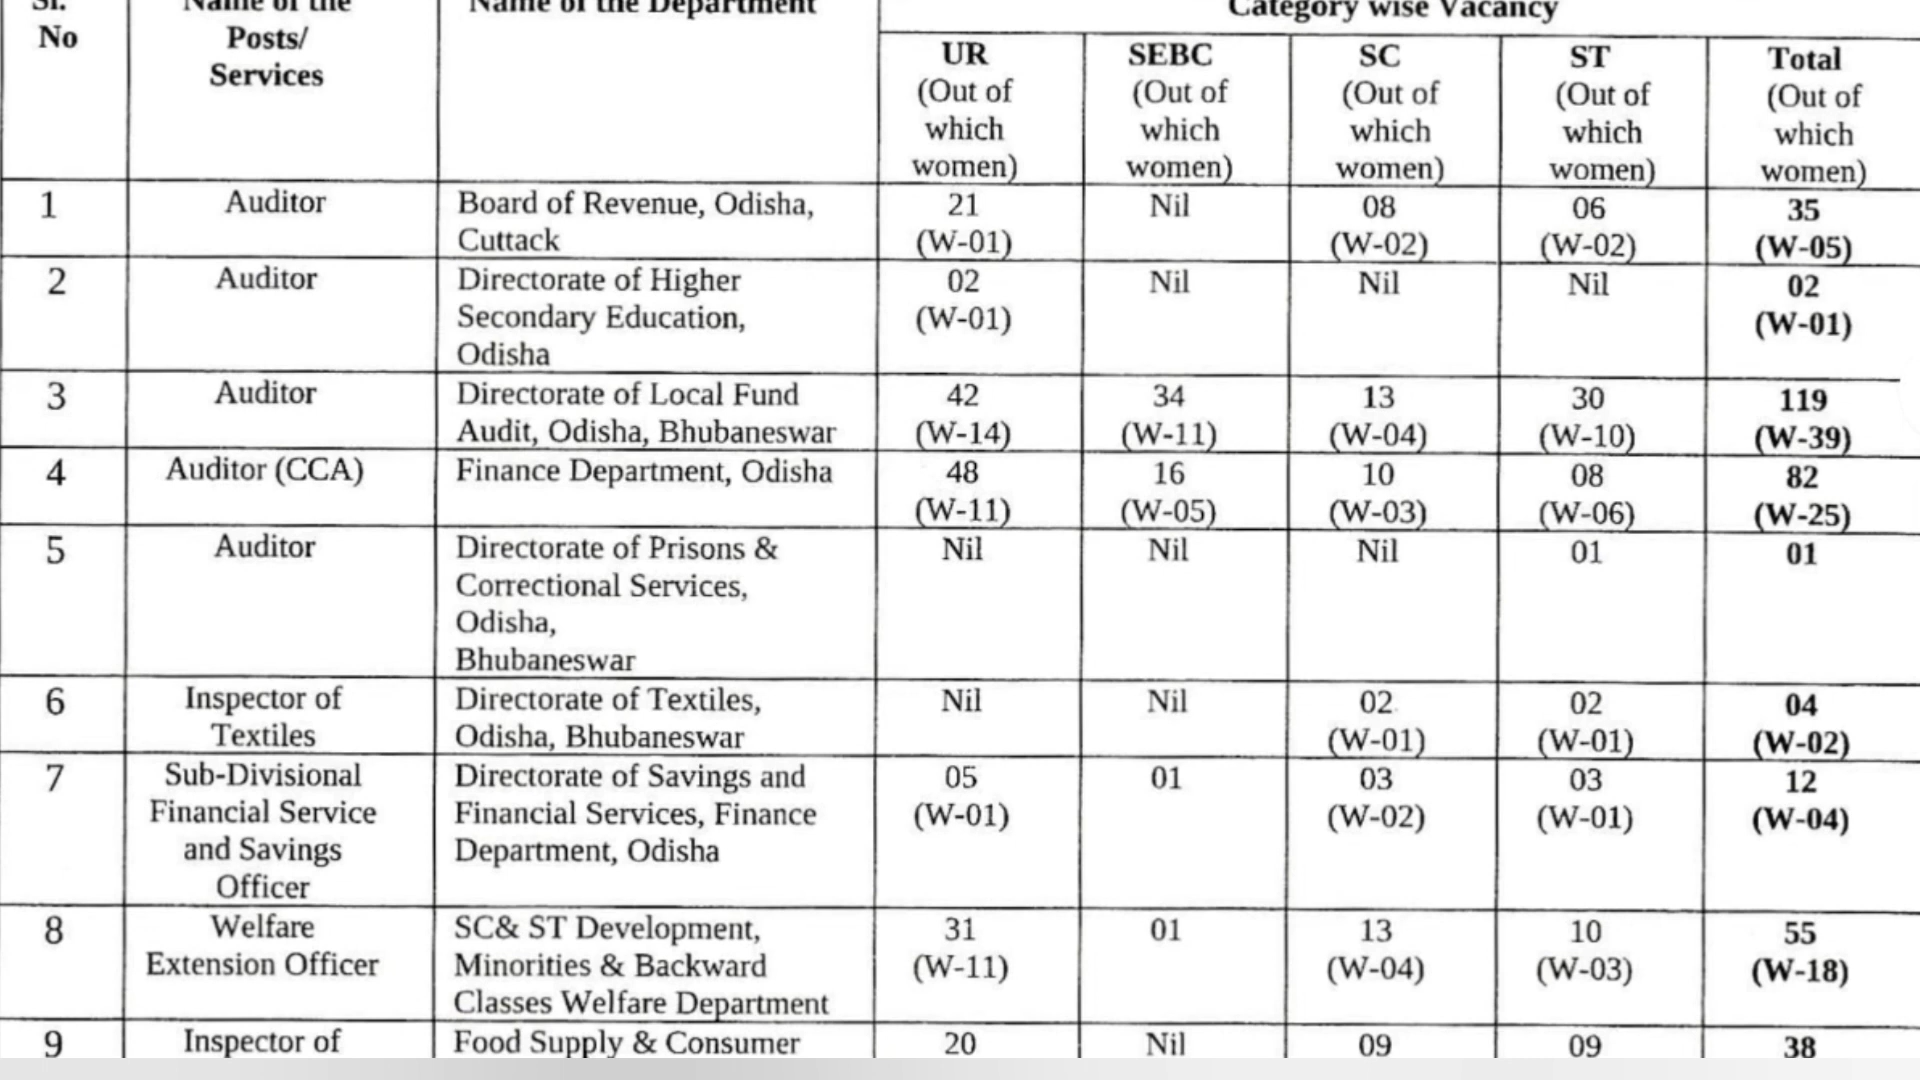 Sl. Name of the Name of the Department Category wise Vacancy
No Posts/ UR SEBC SC ST Total
Services (Out of (Out of (Out of (Out of (Out of
which which which which which
women) women) women) women) women)
1 Auditor Board of Revenue, Odisha, 21 Nil 08 06 35
Cuttack (W-01) (W-02) (W-02) (W-05)
2 Auditor Directorate of Higher 02 Nil Nil Nil 02
Secondary Education, (W-01) (W-01)
Odisha
3 Auditor Directorate of Local Fund 42 34 13 30 119
Audit, Odisha, Bhubaneswar (W-14) (W-11) (W-04) (W-10) (W-39)
4 Auditor (CCA) Finance Department, Odisha 48 16 10 08 82
(W-11) (W-05) (W-03) (W-06) (W-25)
5 Auditor Directorate of Prisons & Nil Nil Nil 01 01
Correctional Services,
Odisha,
Bhubaneswar
6 Inspector of Directorate of Textiles, Nil Nil 02 02 04
Textiles Odisha, Bhubaneswar (W-01) (W-01) (W-02)
7 Sub-Divisional Directorate of Savings and 05 01 03 03 12
Financial Service Financial Services, Finance (W-01) (W-02) (W-01) (W-04)
and Savings Department, Odisha
Officer
8 Welfare SC& ST Development, 31 01 13 10 55
Extension Officer Minorities & Backward (W-11) (W-04) (W-03) (W-18)
Classes Welfare Department
9 Inspector of Food Supply & Consumer 20 Nil 09 09 38